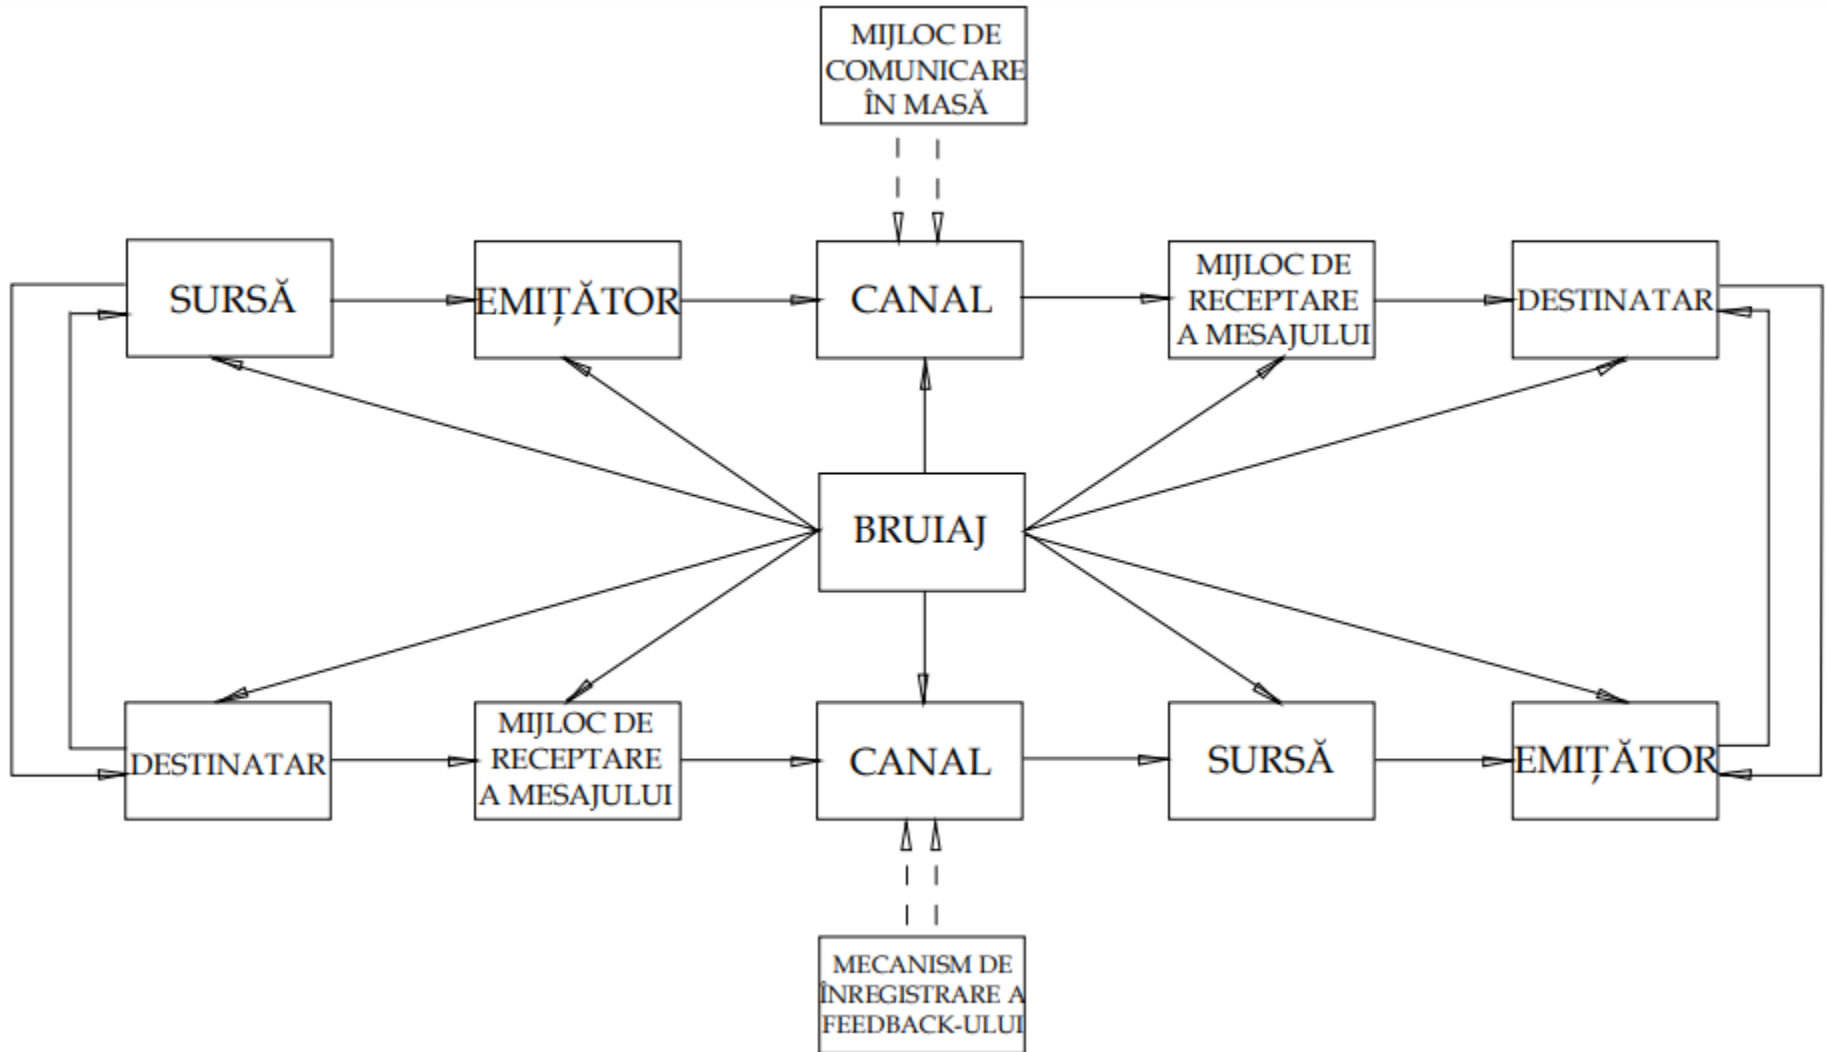 MIJLOC DE
COMUNICARE
ÎN MASĂ
SURSĂ
EMIȚĂTOR
CANAL
MIJLOC DE
RECEPTARE
A MESAJULUI
DESTINATAR
BRUIAJ
DESTINATAR
MIJLOC DE
RECEPTARE
A MESAJULUI
CANAL
SURSĂ
EMIȚĂTOR
MECANISM DE
ÎNREGISTRARE A
FEEDBACK-ULUI